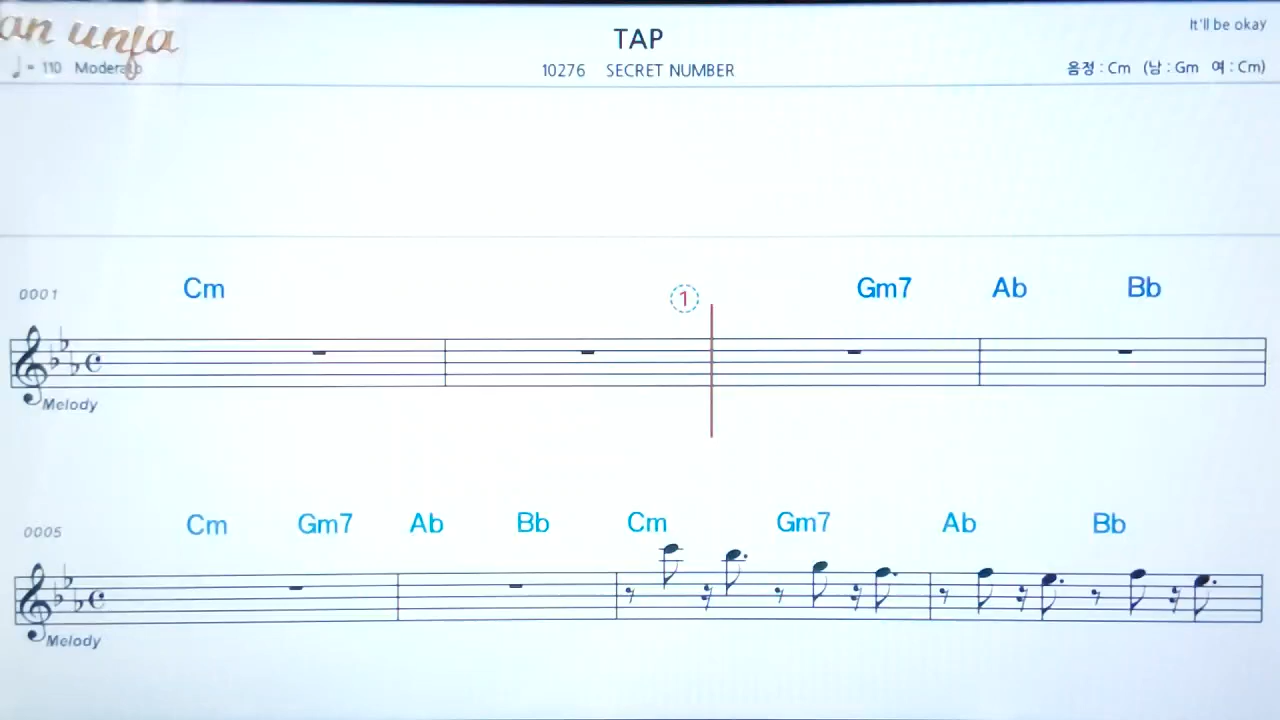 an unfa
TAP
It'll be okay
♩= 110 Moderato
10276 SECRET NUMBER
음정 : Cm (남 : Gm 여 : Cm)
0001 Cm 1 Gm7 Ab Bb
Melody
0005 Cm Gm7 Ab Bb Cm Gm7 Ab Bb
Melody